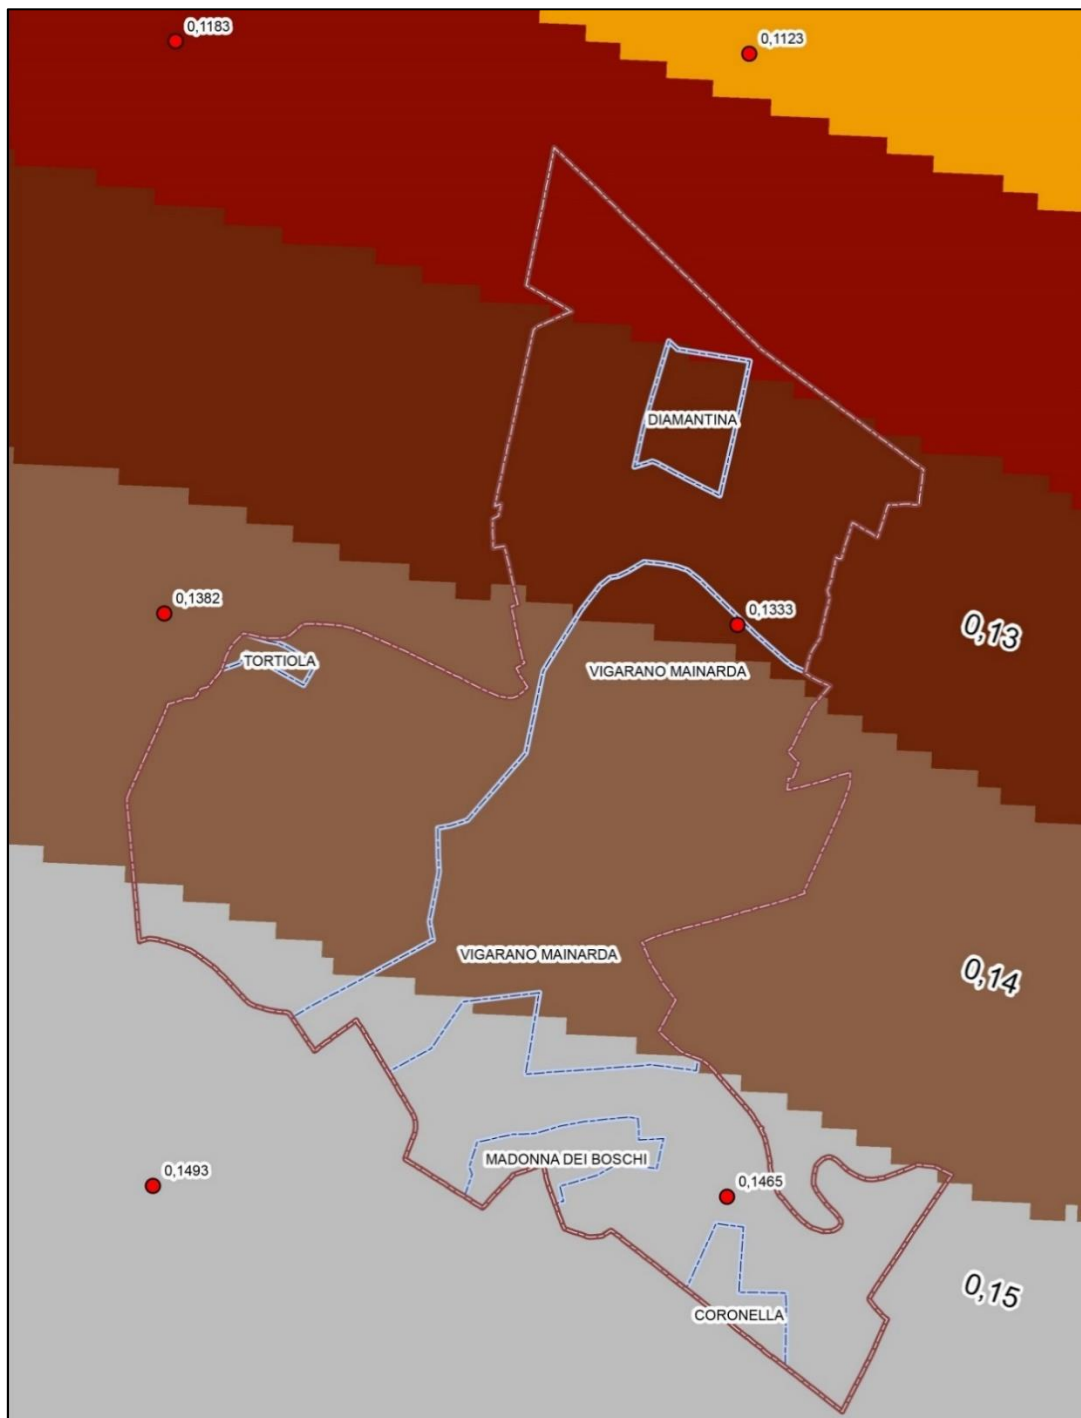 0,1183
0,1123
DIAMANTINA
0,1382
0,1333
0,13
TORTIOLA
VIGARANO MAINARDA
VIGARANO MAINARDA
0,14
MADONNA DEI BOSCHI
0,1493
0,1465
0,15
CORONELLA